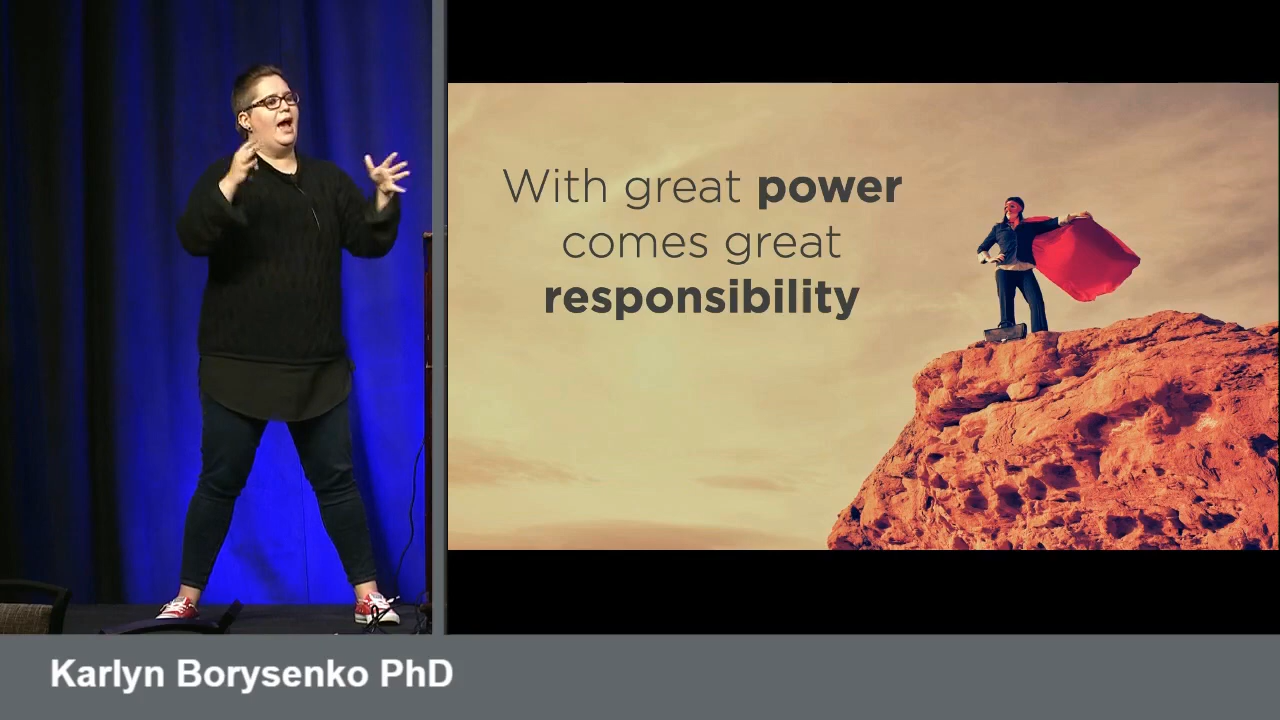 With great power
comes great
responsibility
Karlyn Borysenko PhD